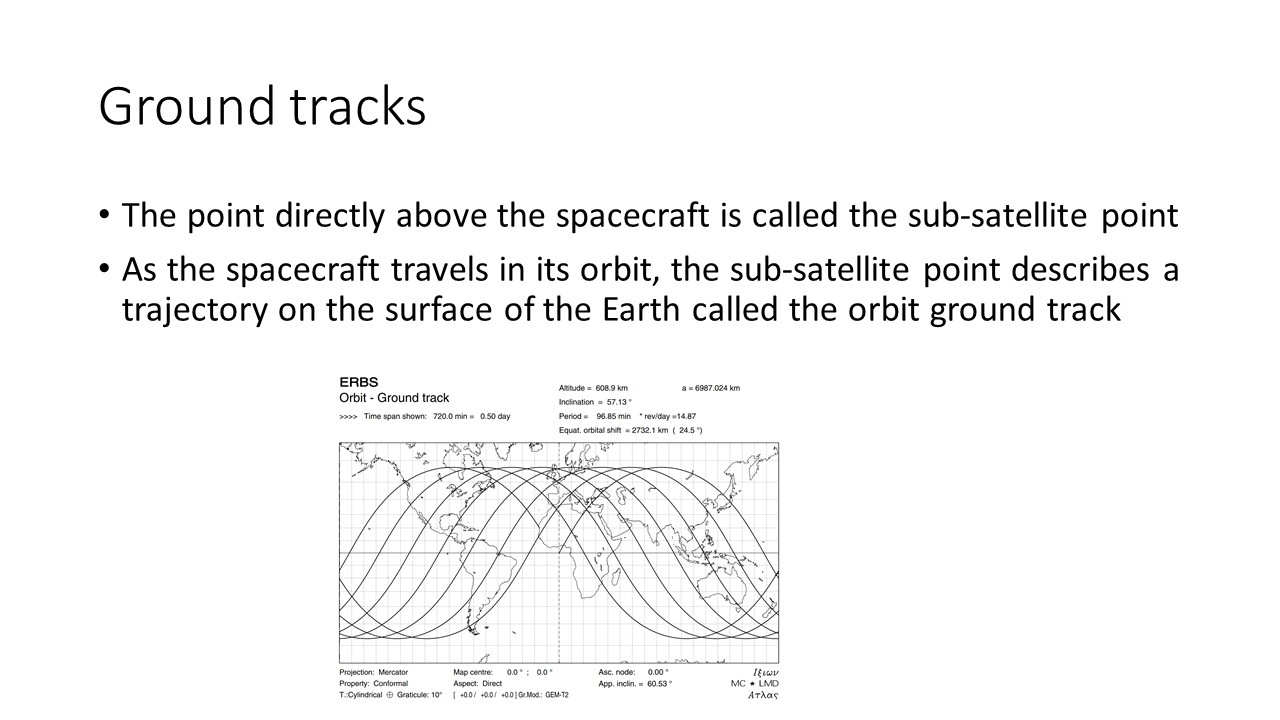 Ground tracks
• The point directly above the spacecraft is called the sub-satellite point
• As the spacecraft travels in its orbit, the sub-satellite point describes a
trajectory on the surface of the Earth called the orbit ground track
ERBS
Orbit - Ground track
>>>> Time span shown: 720.0 min = 0.50 day
Altitude = 608.9 km a = 6987.024 km
Inclination = 57.13 °
Period = 96.85 min * rev/day =14.87
Equat. orbital shift = 2732.1 km ( 24.5 °)
Projection: Mercator Map centre: 0.0 ° ; 0.0 ° Asc. node: 0.00 ° Ιξιων
Property: Conformal Aspect: Direct App. inclin. = 60.53 ° MC ★ LMD
T.:Cylindrical ⊕ Graticule: 10° [ +0.0 / +0.0 / +0.0 ] Gr.Mod.: GEM-T2 Ατλας